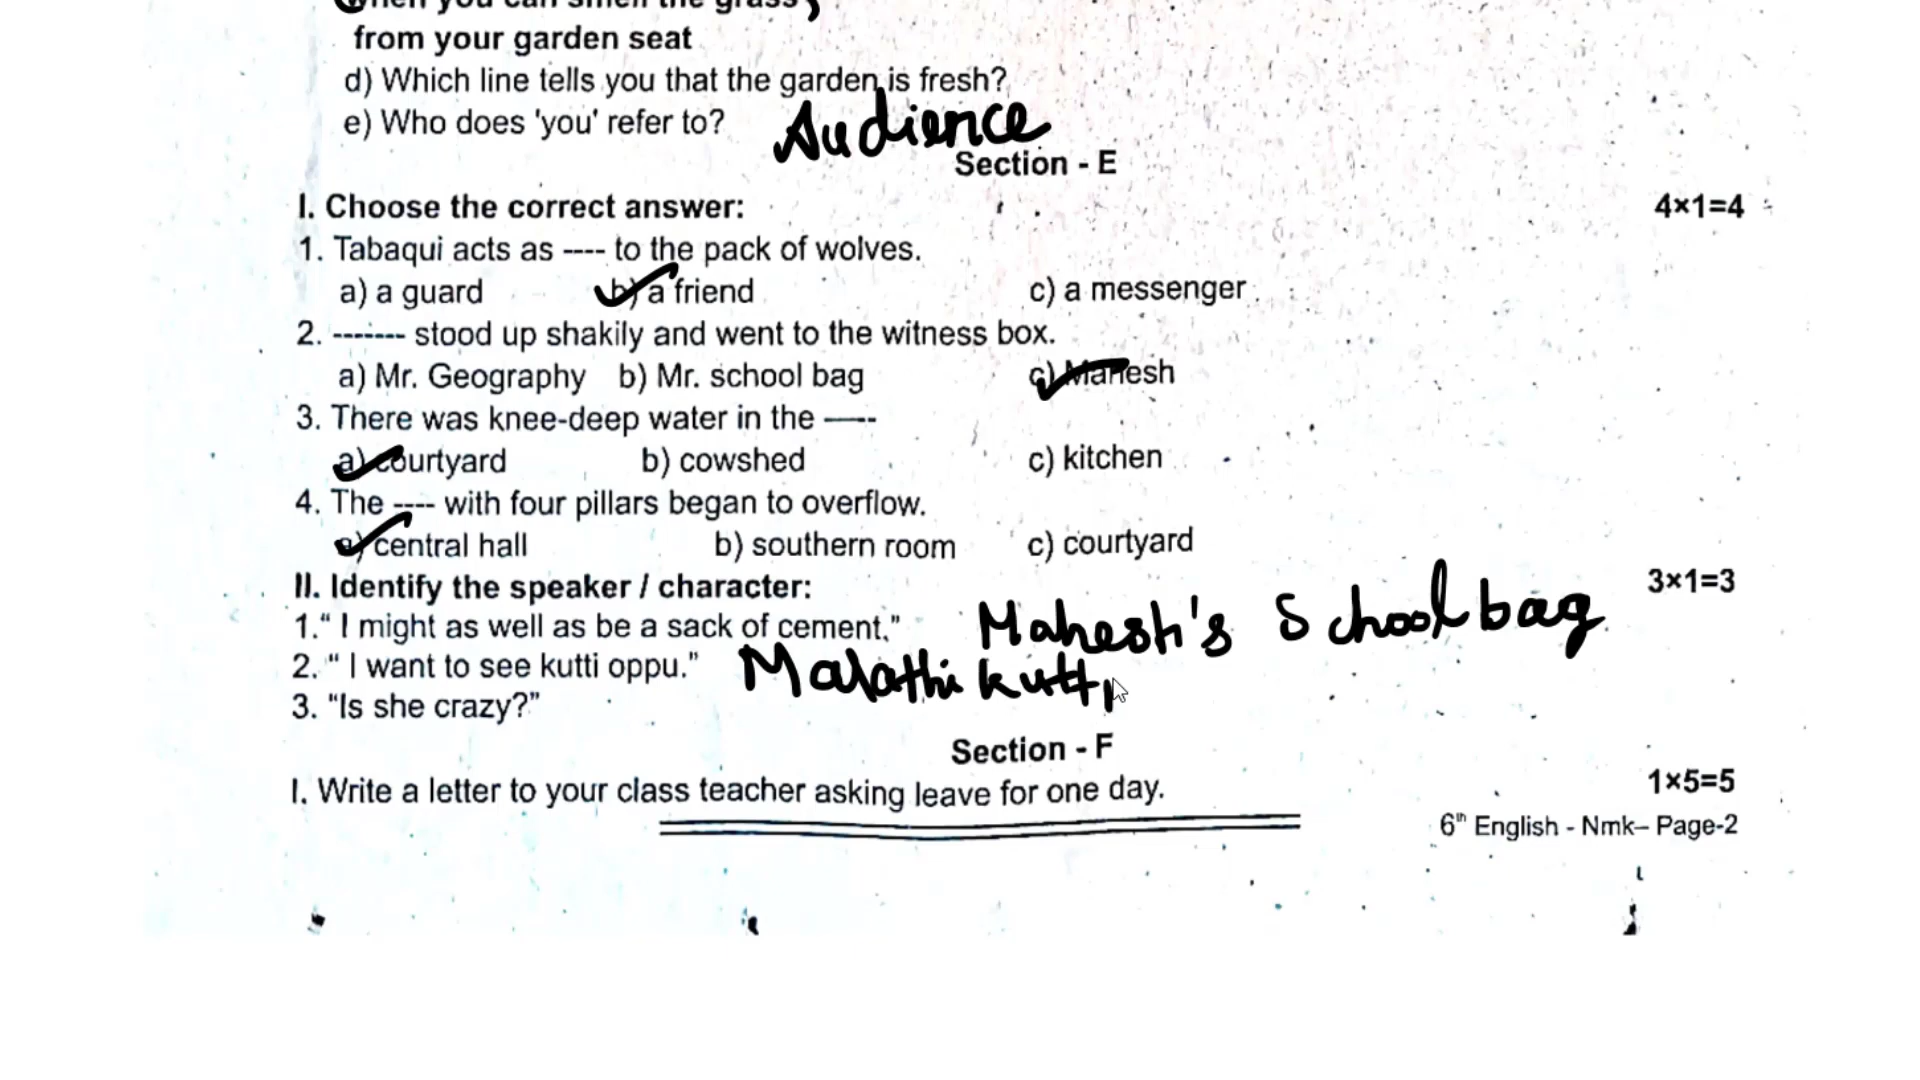 When you can smell the grass,
from your garden seat
d) Which line tells you that the garden is fresh?
e) Who does 'you' refer to? Audience
Section - E
I. Choose the correct answer: 4×1=4
1. Tabaqui acts as ---- to the pack of wolves.
a) a guard b) a friend c) a messenger
2. ------- stood up shakily and went to the witness box.
a) Mr. Geography b) Mr. school bag c) Mahesh
3. There was knee-deep water in the -----
a) courtyard b) cowshed c) kitchen
4. The ---- with four pillars began to overflow.
a) central hall b) southern room c) courtyard
II. Identify the speaker / character: 3×1=3
1.“ I might as well as be a sack of cement.” Mahesh's School bag
2. “ I want to see kutti oppu.” Malathi kutti
3. “Is she crazy?”
Section - F
I. Write a letter to your class teacher asking leave for one day. 1×5=5
6th English - Nmk– Page-2